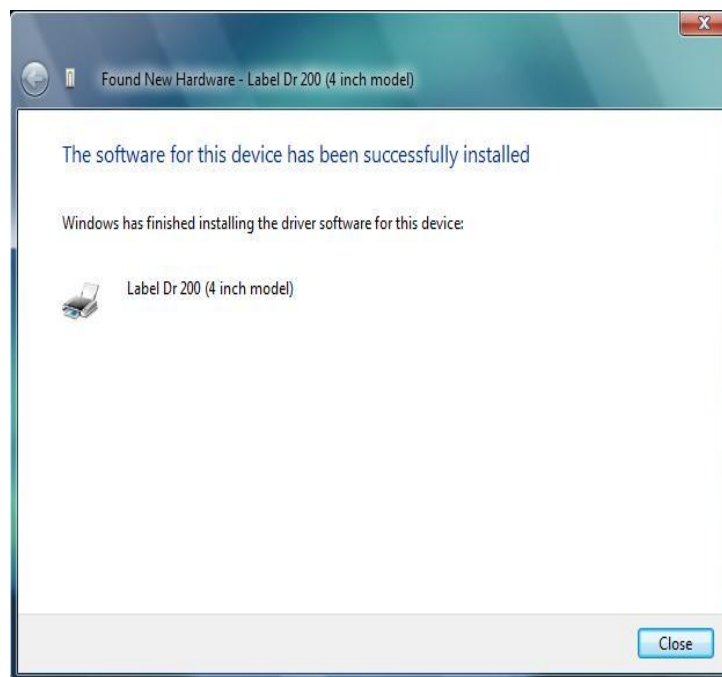 X
Found New Hardware - Label Dr 200 (4 inch model)
The software for this device has been successfully installed
Windows has finished installing the driver software for this device:
Label Dr 200 (4 inch model)
Close